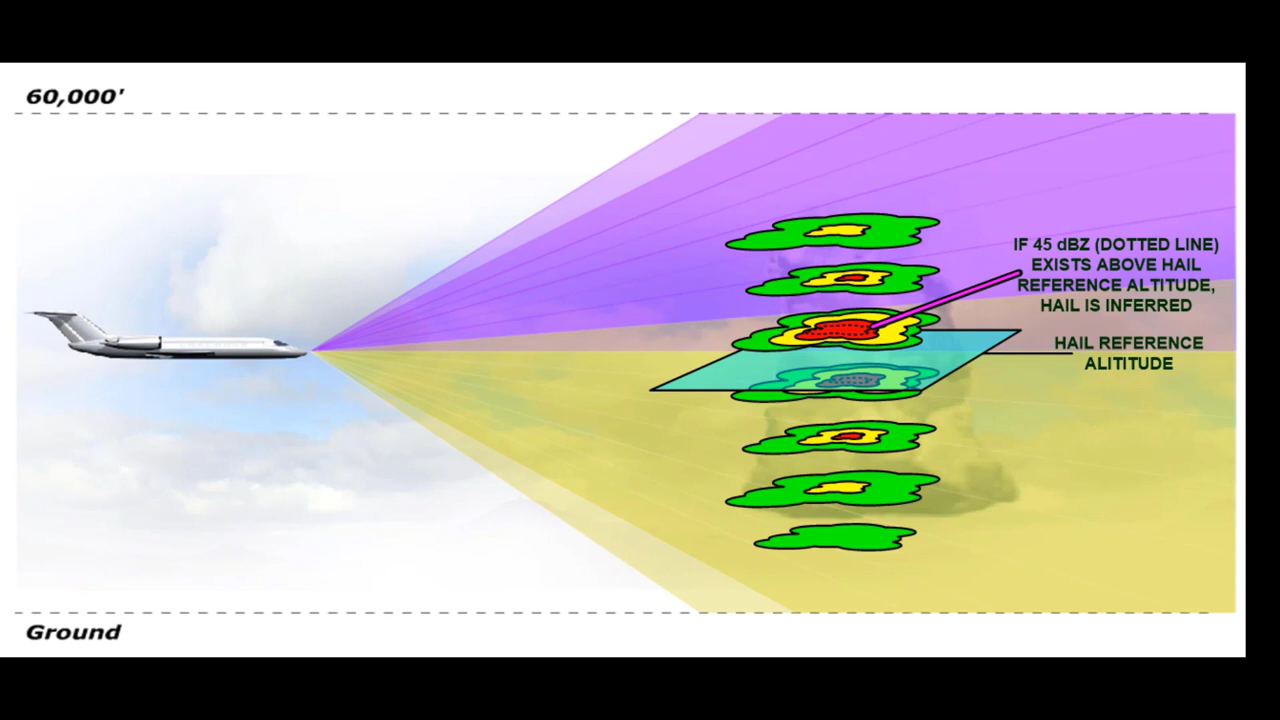 60,000'
IF 45 dBZ (DOTTED LINE)
EXISTS ABOVE HAIL
REFERENCE ALTITUDE,
HAIL IS INFERRED
HAIL REFERENCE
ALITITUDE
Ground